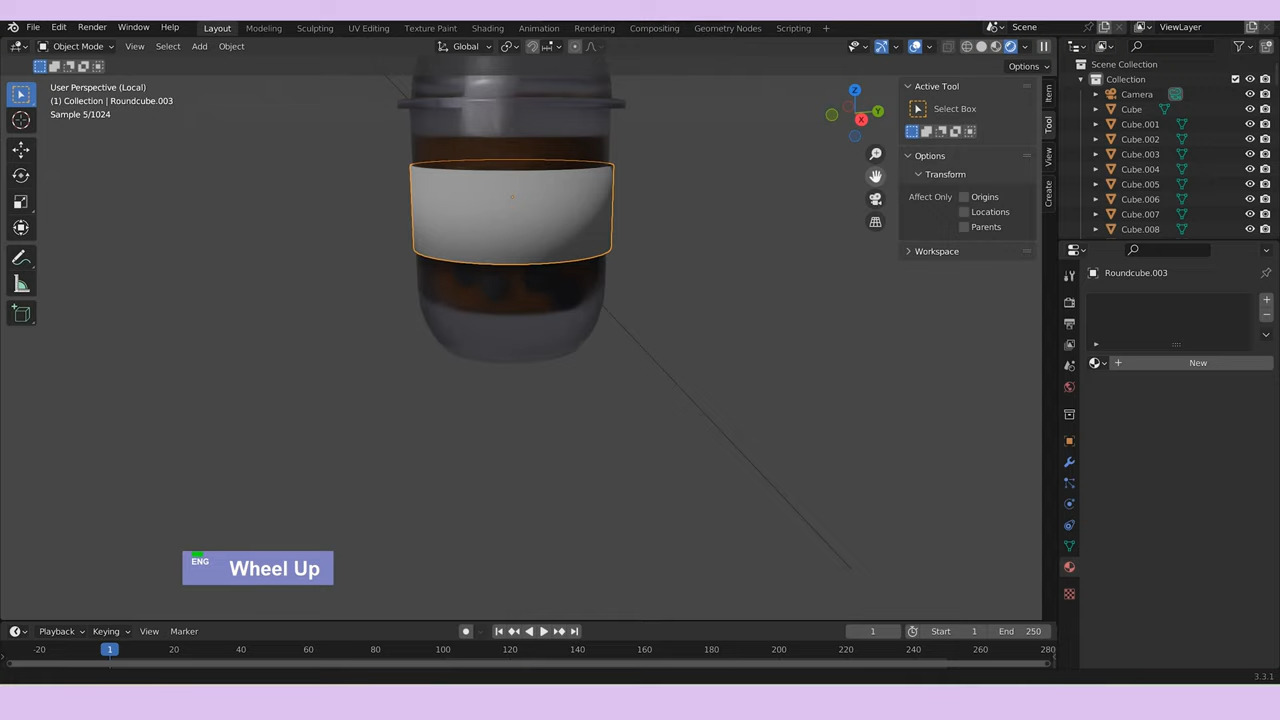 File Edit Render Window Help Layout Modeling Sculpting UV Editing Texture Paint Shading Animation Rendering Compositing Geometry Nodes Scripting + Scene ViewLayer
Object Mode View Select Add Object Global
Options
User Perspective (Local)
(1) Collection | Roundcube.003
Sample 5/1024
Z
Y
X
Active Tool
Select Box
Options
Transform
Affect Only Origins
Locations
Parents
Workspace
Item
Tool
View
Create
Scene Collection
Collection
Camera
Cube
Cube.001
Cube.002
Cube.003
Cube.004
Cube.005
Cube.006
Cube.007
Cube.008
Roundcube.003
New
ENG Wheel Up
Playback Keying View Marker 1 Start 1 End 250
-20 1 20 40 60 80 100 120 140 160 180 200 220 240 260 280
3.3.1